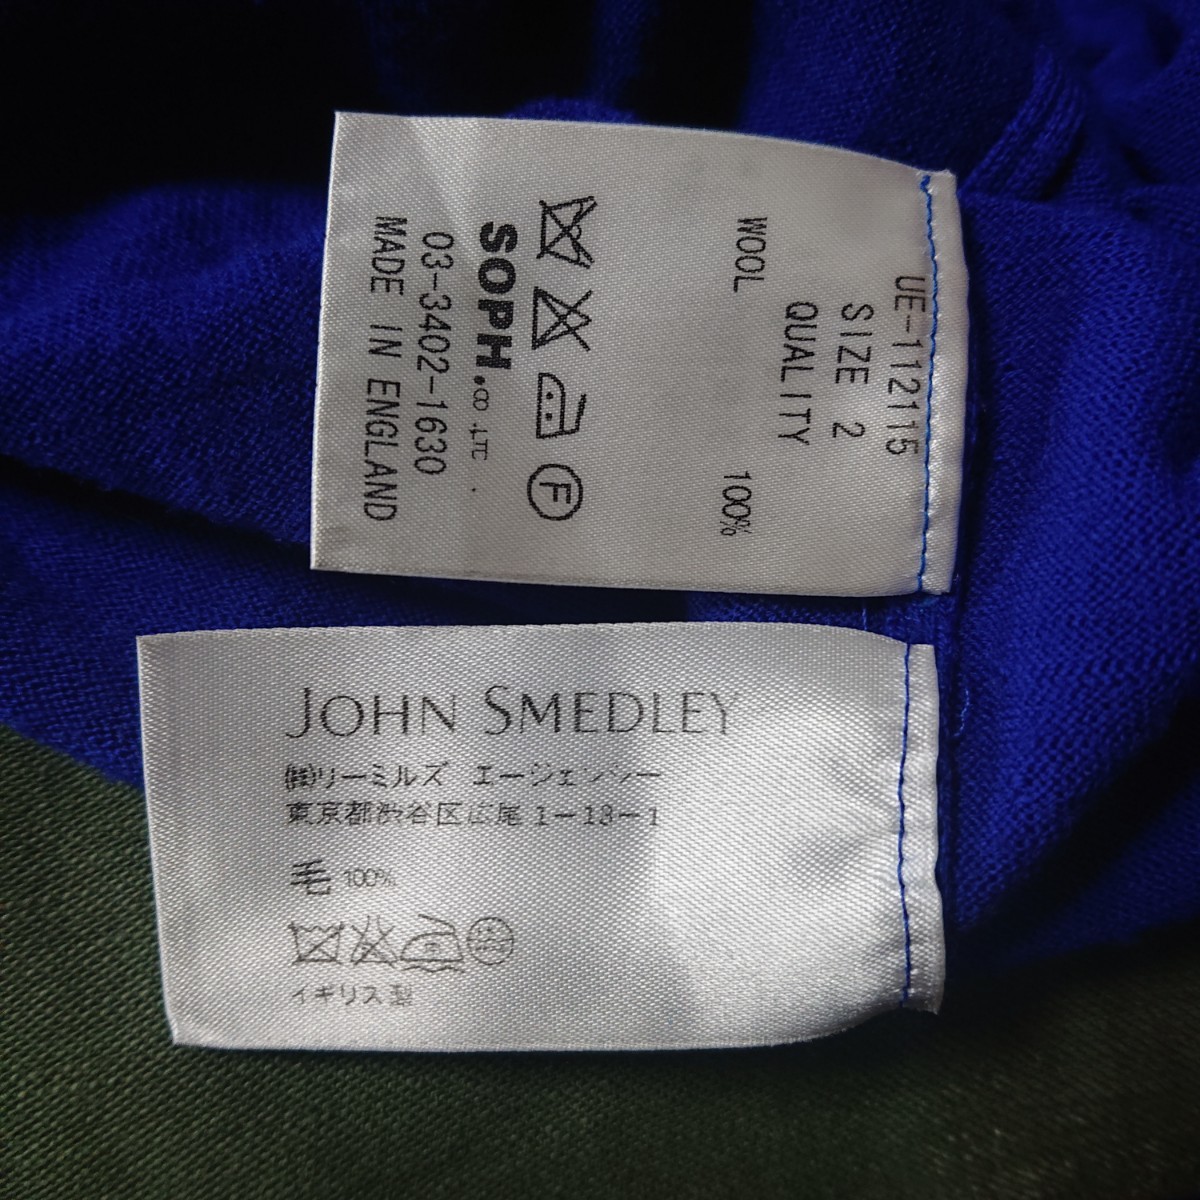 UE-112115
SIZE 2
QUALITY
WOOL 100%
F
SOPH.co.,LTD.
03-3402-1630
MADE IN ENGLAND
JOHN SMEDLEY
㈱リーミルズ エージェンシー
東京都渋谷区広尾1-13-1
毛 100%
イギリス製